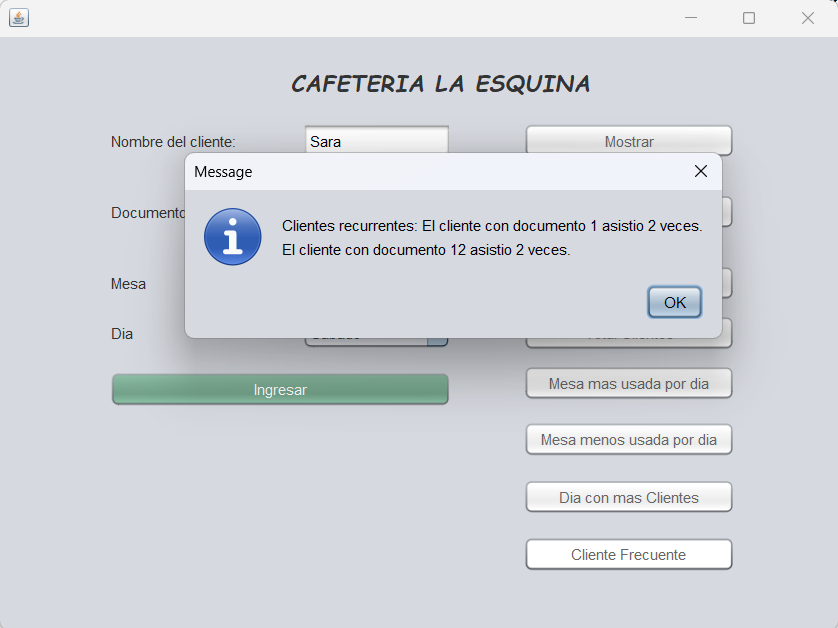 CAFETERIA LA ESQUINA
Nombre del cliente:
Sara
Mostrar
Message
Documento
Clientes recurrentes: El cliente con documento 1 asistio 2 veces.
El cliente con documento 12 asistio 2 veces.
Mesa
OK
Dia
Ingresar
Mesa mas usada por dia
Mesa menos usada por dia
Dia con mas Clientes
Cliente Frecuente